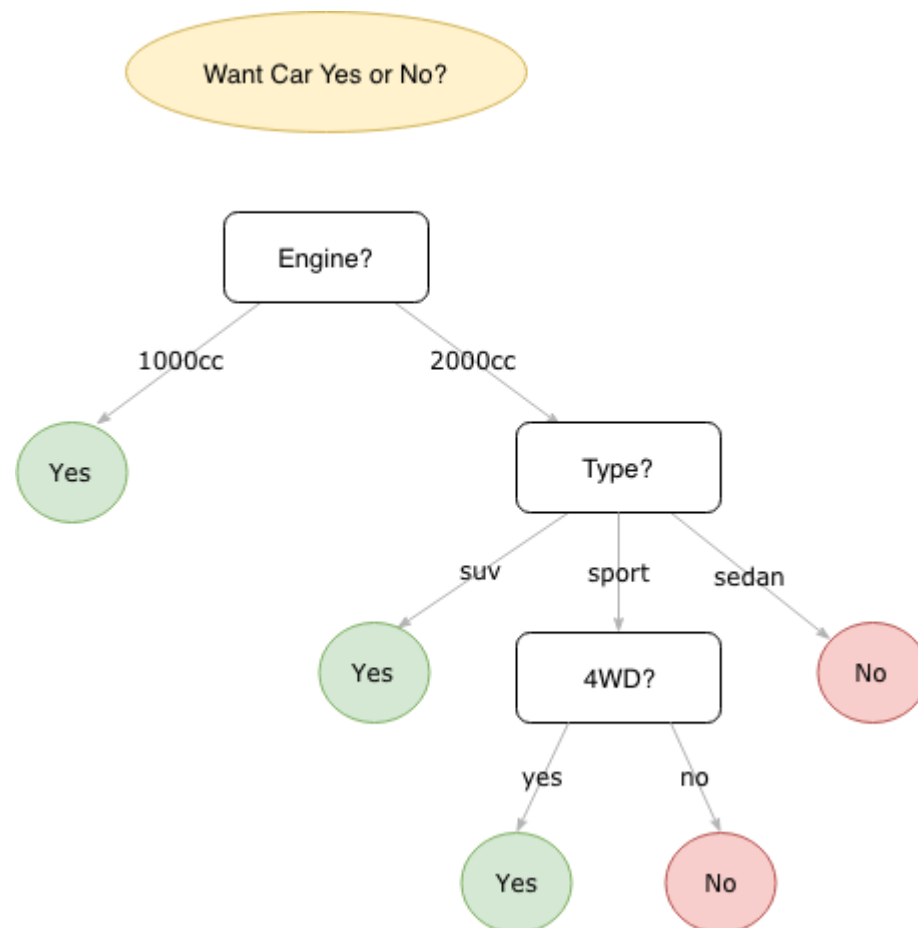 Want Car Yes or No?
Engine?
1000cc
2000cc
Yes
Type?
suv
sport
sedan
Yes
4WD?
No
yes
no
Yes
No